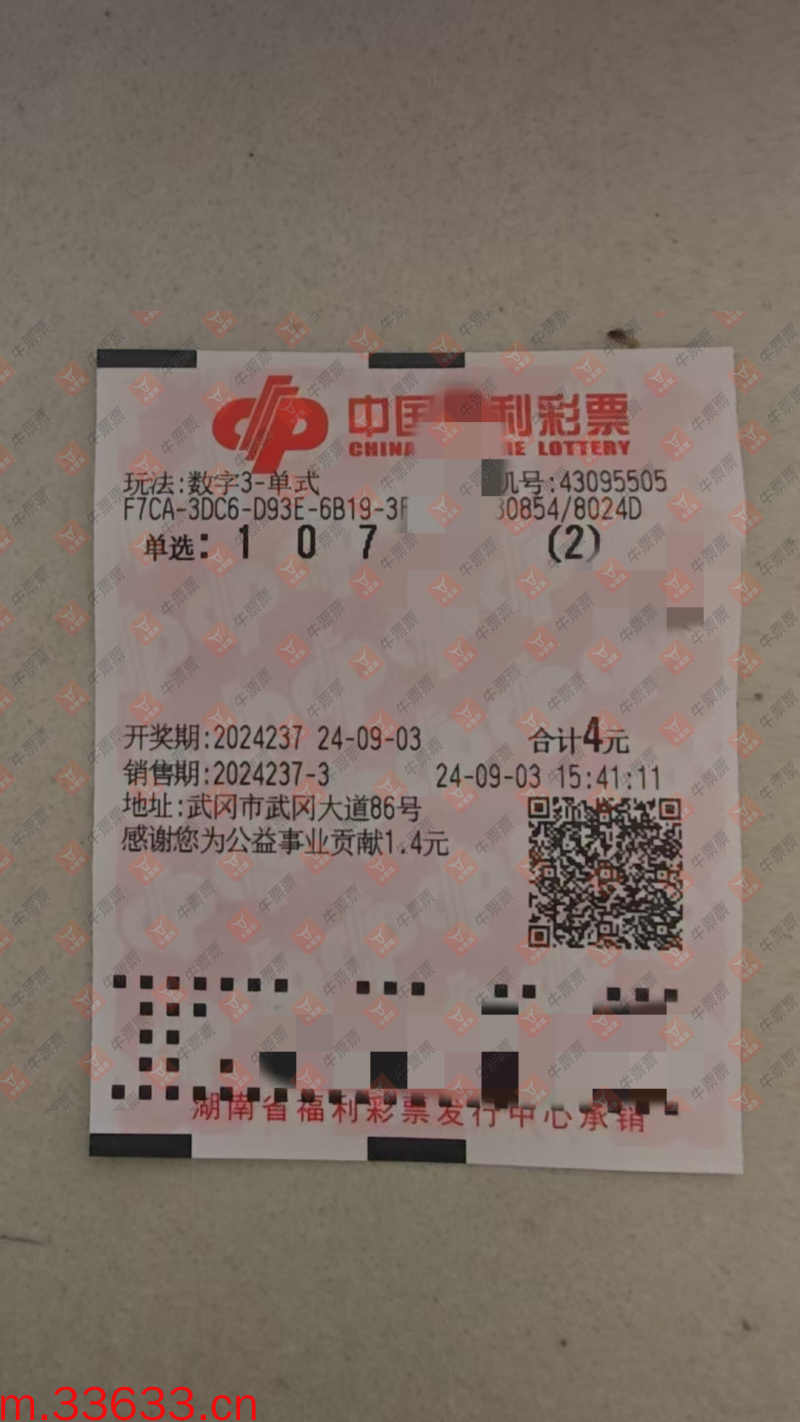 中国 利彩票
CHINA LOTTERY
玩法:数字3-单式 机号:43095505
F7CA-3DC6-D93E-6B19-3F 30854/8024D
单选: 1 0 7 (2)
开奖期:2024237 24-09-03 合计4元
销售期:2024237-3 24-09-03 15:41:11
地址:武冈市武冈大道86号
感谢您为公益事业贡献1.4元
湖南省福利彩票发行中心承销
牛票票
m.33633.cn